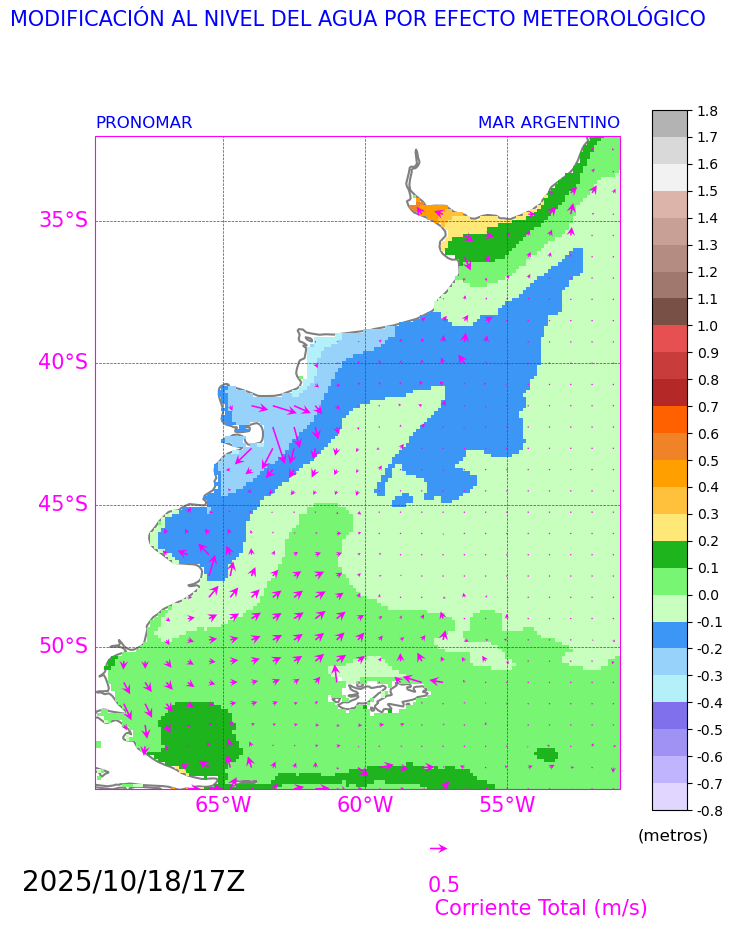 MODIFICACIÓN AL NIVEL DEL AGUA POR EFECTO METEOROLÓGICO
PRONOMAR
MAR ARGENTINO
35°S
40°S
45°S
50°S
65°W
60°W
55°W
1.8
1.7
1.6
1.5
1.4
1.3
1.2
1.1
1.0
0.9
0.8
0.7
0.6
0.5
0.4
0.3
0.2
0.1
0.0
-0.1
-0.2
-0.3
-0.4
-0.5
-0.6
-0.7
-0.8
(metros)
2025/10/18/17Z
0.5
Corriente Total (m/s)